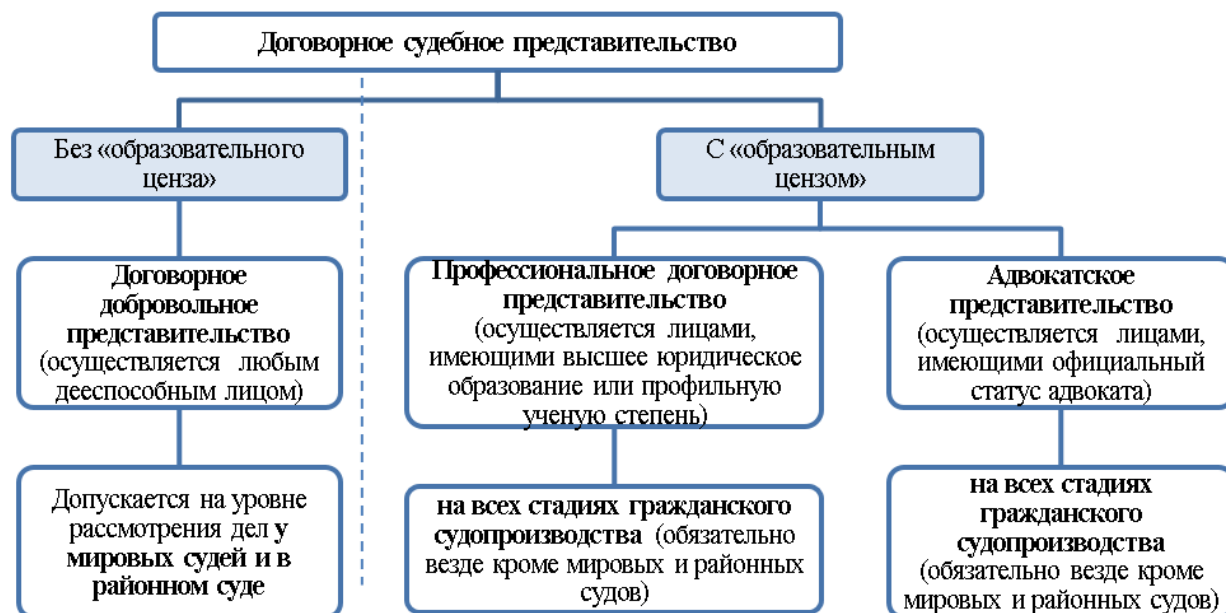 Договорное судебное представительство
Без «образовательного
ценза»
С «образовательным
цензом»
Договорное
добровольное
представительство
(осуществляется любым
дееспособным лицом)
Профессиональное договорное
представительство
(осуществляется лицами,
имеющими высшее юридическое
образование или профильную
ученую степень)
Адвокатское
представительство
(осуществляется лицами,
имеющими официальный
статус адвоката)
Допускается на уровне
рассмотрения дел у
мировых судей и в
районном суде
на всех стадиях гражданского
судопроизводства (обязательно
везде кроме мировых и районных
судов)
на всех стадиях
гражданского
судопроизводства
(обязательно везде кроме
мировых и районных судов)